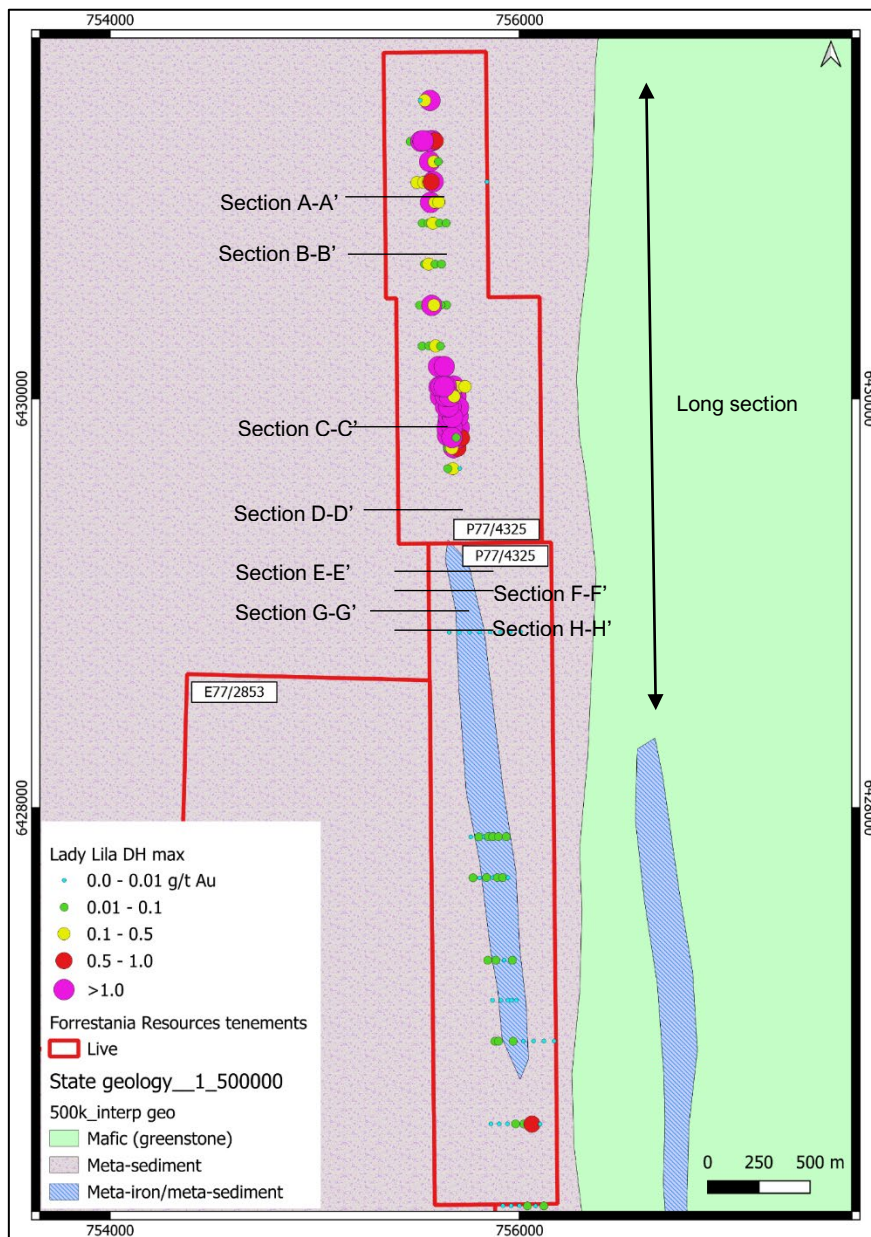 754000
756000
Section A-A’
Section B-B’
6430000
Long section
Section C-C’
Section D-D’
P77/4325
P77/4325
Section E-E’
Section F-F’
Section G-G’
Section H-H’
E77/2853
6428000
Lady Lila DH max
0.0 - 0.01 g/t Au
0.01 - 0.1
0.1 - 0.5
0.5 - 1.0
>1.0
Forrestania Resources tenements
Live
State geology__1_500000
500k_interp geo
Mafic (greenstone)
Meta-sediment
Meta-iron/meta-sediment
0 250 500 m
754000
756000
6430000
6428000